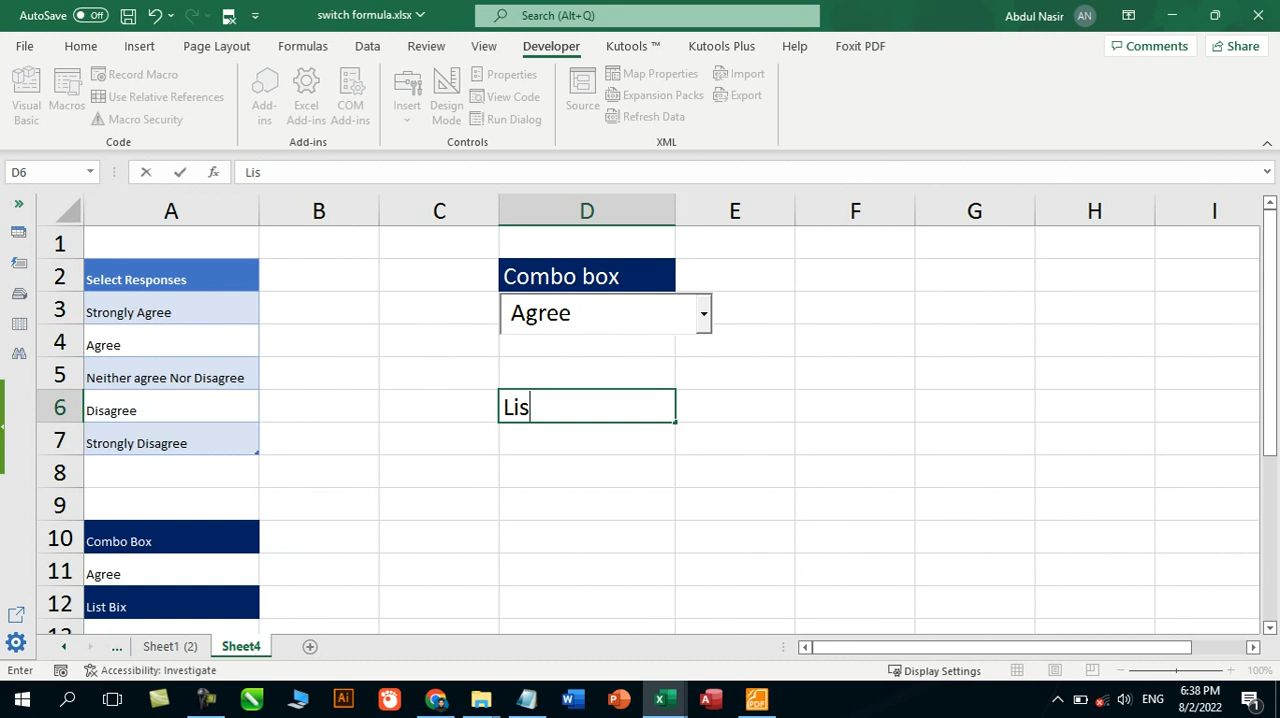 AutoSave Off switch formula.xlsx Search (Alt+Q) Abdul Nasir AN
File Home Insert Page Layout Formulas Data Review View Developer Kutools ™ Kutools Plus Help Foxit PDF Comments Share
Visual Basic
Macros
Record Macro
Use Relative References
Macro Security
Code
Add-ins
Excel Add-ins
COM Add-ins
Add-ins
Insert
Design Mode
Properties
View Code
Run Dialog
Controls
Source
Map Properties
Expansion Packs
Refresh Data
Import
Export
XML
D6 fx Lis
A B C D E F G H I
1
2 Select Responses Combo box
3 Strongly Agree Agree
4 Agree
5 Neither agree Nor Disagree
6 Disagree Lis
7 Strongly Disagree
8
9
10 Combo Box
11 Agree
12 List Bix
13
... Sheet1 (2) Sheet4
Enter Accessibility: Investigate Display Settings 100%
ENG 6:38 PM
8/2/2022
1